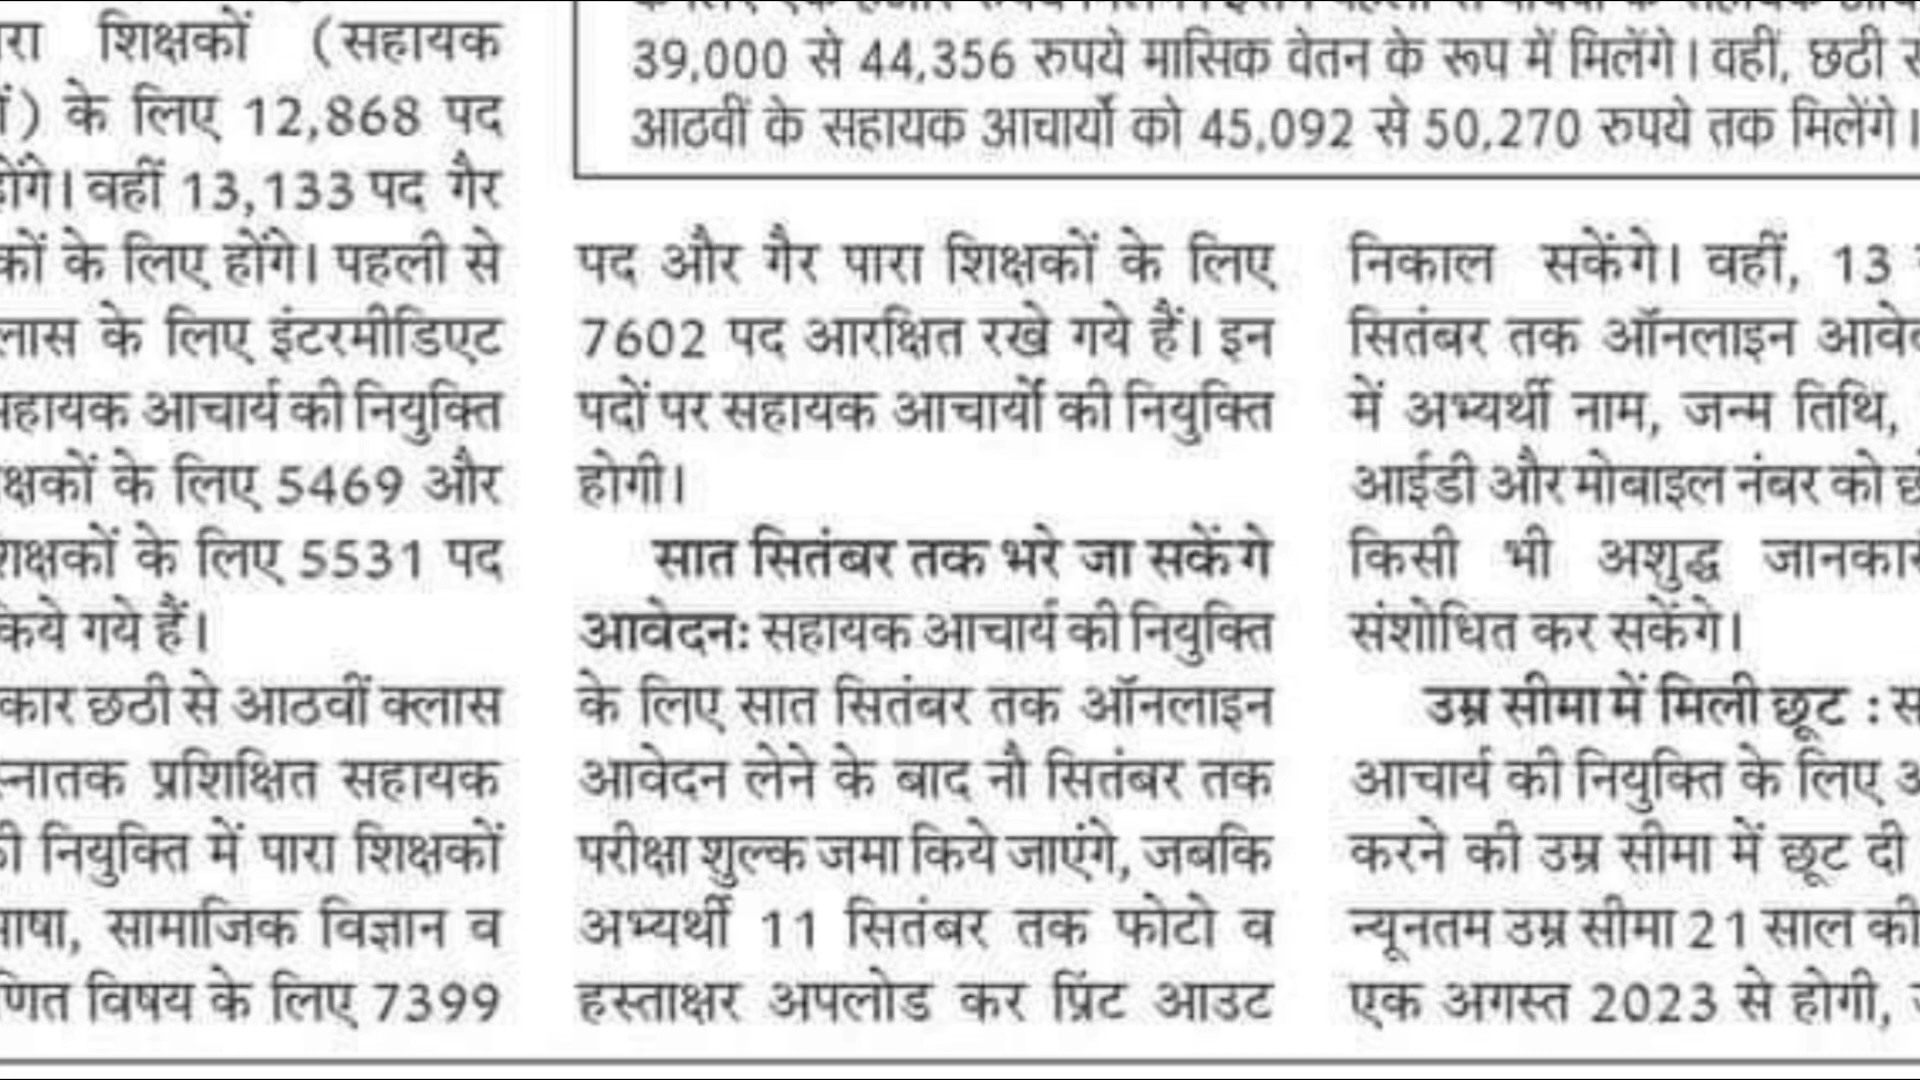 शिक्षकों (सहायक
के लिए 12,868 पद
वहीं 13,133 पद गैर
के लिए होंगे। पहली से
के लिए इंटरमीडिएट
आचार्य की नियुक्ति
के लिए 5469 और
के लिए 5531 पद
गये हैं।
छठी से आठवीं क्लास
प्रशिक्षित सहायक
नियुक्ति में पारा शिक्षकों
सामाजिक विज्ञान व
विषय के लिए 7399
39,000 से 44,356 रुपये मासिक वेतन के रूप में मिलेंगे। वहीं, छठी
आठवीं के सहायक आचार्यो को 45,092 से 50,270 रुपये तक मिलेंगे।
पद और गैर पारा शिक्षकों के लिए
7602 पद आरक्षित रखे गये हैं। इन
पदों पर सहायक आचार्यो की नियुक्ति
होगी।
सात सितंबर तक भरे जा सकेंगे
आवेदन: सहायक आचार्य की नियुक्ति
के लिए सात सितंबर तक ऑनलाइन
आवेदन लेने के बाद नौ सितंबर तक
परीक्षा शुल्क जमा किये जाएंगे, जबकि
अभ्यर्थी 11 सितंबर तक फोटो व
हस्ताक्षर अपलोड कर प्रिंट आउट
निकाल सकेंगे। वहीं, 13
सितंबर तक ऑनलाइन
में अभ्यर्थी नाम, जन्म तिथि,
आईडी और मोबाइल नंबर को
किसी भी अशुद्ध
संशोधित कर सकेंगे।
उम्र सीमा में मिली छूट :
आचार्य की नियुक्ति के लिए
करने की उम्र सीमा में छूट दी
न्यूनतम उम्र सीमा 21 साल की
एक अगस्त 2023 से होगी,